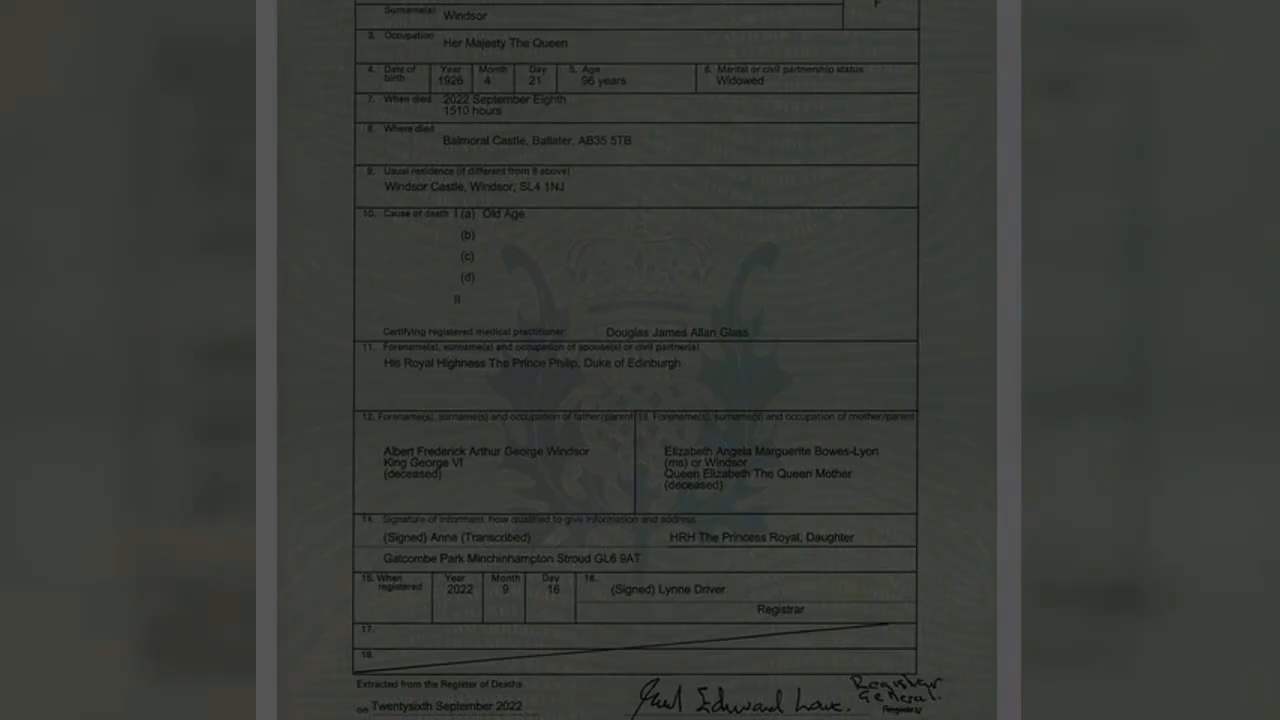 Surname(s) Windsor
F
3. Occupation Her Majesty The Queen
4. Date of birth Year 1926 Month 4 Day 21 5. Age 96 years 6. Marital or civil partnership status Widowed
7. When died 2022 September Eighth
1510 hours
8. Where died
Balmoral Castle, Ballater, AB35 5TB
9. Usual residence (if different from 8 above)
Windsor Castle, Windsor, SL4 1NJ
10. Cause of death I (a) Old Age
(b)
(c)
(d)
II
Certifying registered medical practitioner Douglas James Allan Glass
11. Forename(s), surname(s) and occupation of spouse(s) or civil partner(s)
His Royal Highness The Prince Philip, Duke of Edinburgh
12. Forename(s), surname(s) and occupation of father/parent
Albert Frederick Arthur George Windsor
King George VI
(deceased)
13. Forename(s), surname(s) and occupation of mother/parent
Elizabeth Angela Marguerite Bowes-Lyon
(ms) or Windsor
Queen Elizabeth The Queen Mother
(deceased)
14. Signature of informant, how qualified to give information and address
(Signed) Anne (Transcribed) HRH The Princess Royal, Daughter
Gatcombe Park Minchinhampton Stroud GL6 9AT
15. When registered Year 2022 Month 9 Day 16 16. (Signed) Lynne Driver
Registrar
17.
18.
Extracted from the Register of Deaths
on Twentysixth September 2022
Edward Lowe.
Register General.
Registrar